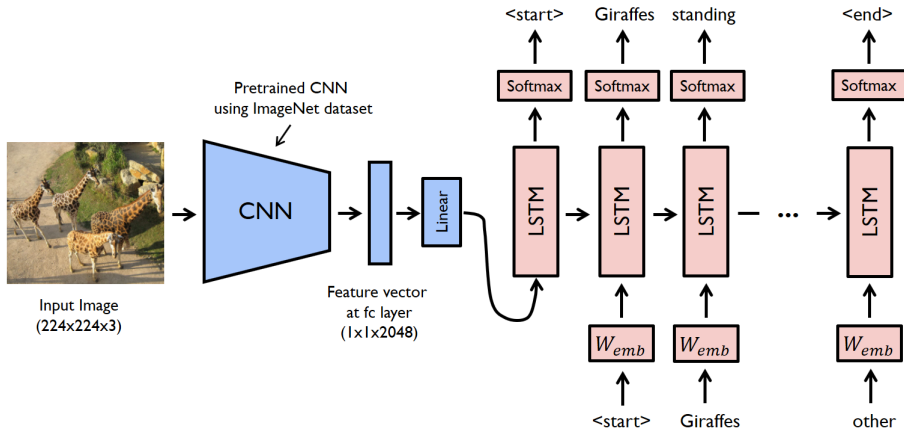 <start>
Giraffes
standing
<end>
Softmax
Softmax
Softmax
Softmax
Pretrained CNN
using ImageNet dataset
CNN
Linear
LSTM
LSTM
LSTM
...
LSTM
Input Image
(224x224x3)
Feature vector
at fc layer
(1x1x2048)
W_emb
W_emb
W_emb
<start>
Giraffes
other